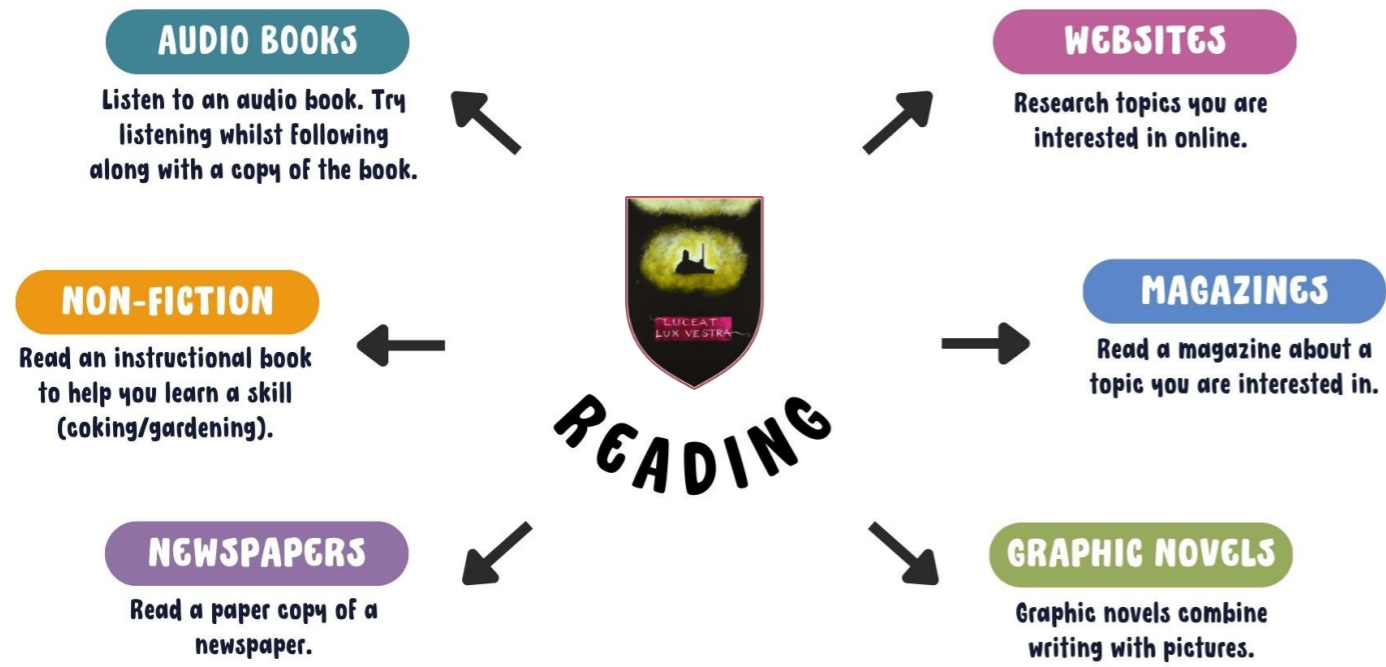 AUDIO BOOKS
Listen to an audio book. Try
listening whilst following
along with a copy of the book.
WEBSITES
Research topics you are
interested in online.
LUCEAT
LUX VESTRA
NON-FICTION
Read an instructional book
to help you learn a skill
(coking/gardening).
MAGAZINES
Read a magazine about a
topic you are interested in.
READING
NEWSPAPERS
Read a paper copy of a
newspaper.
GRAPHIC NOVELS
Graphic novels combine
writing with pictures.